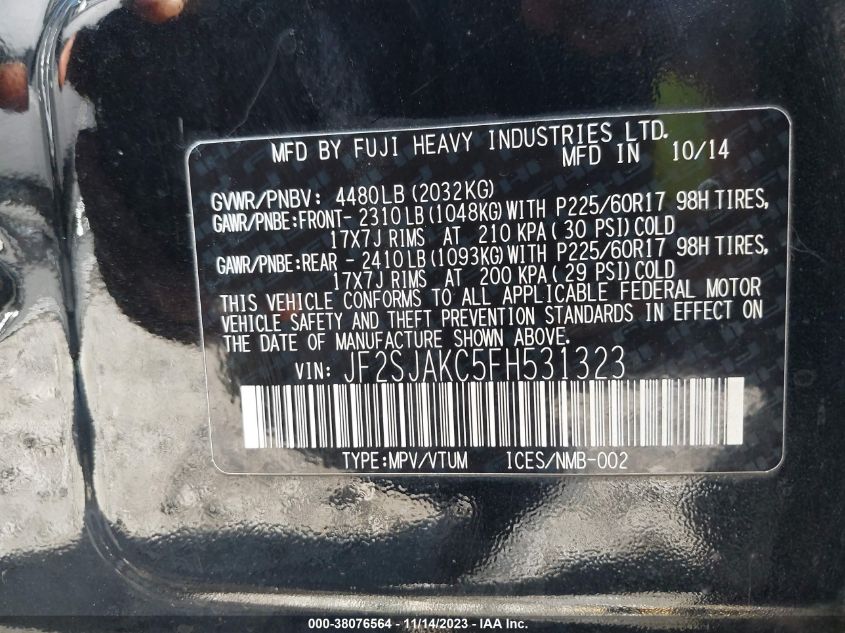 MFD BY FUJI HEAVY INDUSTRIES LTD.
MFD IN 10/14
GVWR/PNBV: 4480LB (2032KG)
GAWR/PNBE:FRONT- 2310LB(1048KG)WITH P225/60R17 98H TIRES,
17X7J RIMS AT 210 KPA( 30 PSI)COLD
GAWR/PNBE:REAR - 2410LB(1093KG)WITH P225/60R17 98H TIRES,
17X7J RIMS AT 200 KPA(29 PSI)COLD
THIS VEHICLE CONFORMS TO ALL APPLICABLE FEDERAL MOTOR
VEHICLE SAFETY AND THEFT PREVENTION STANDARDS IN EFFECT ON
THE DATE OF MANUFACTURE SHOWN ABOVE.
VIN: JF2SJAKC5FH531323
TYPE:MPV/VTUM ICES/NMB-002
000-38076564 - 11/14/2023 - IAA Inc.